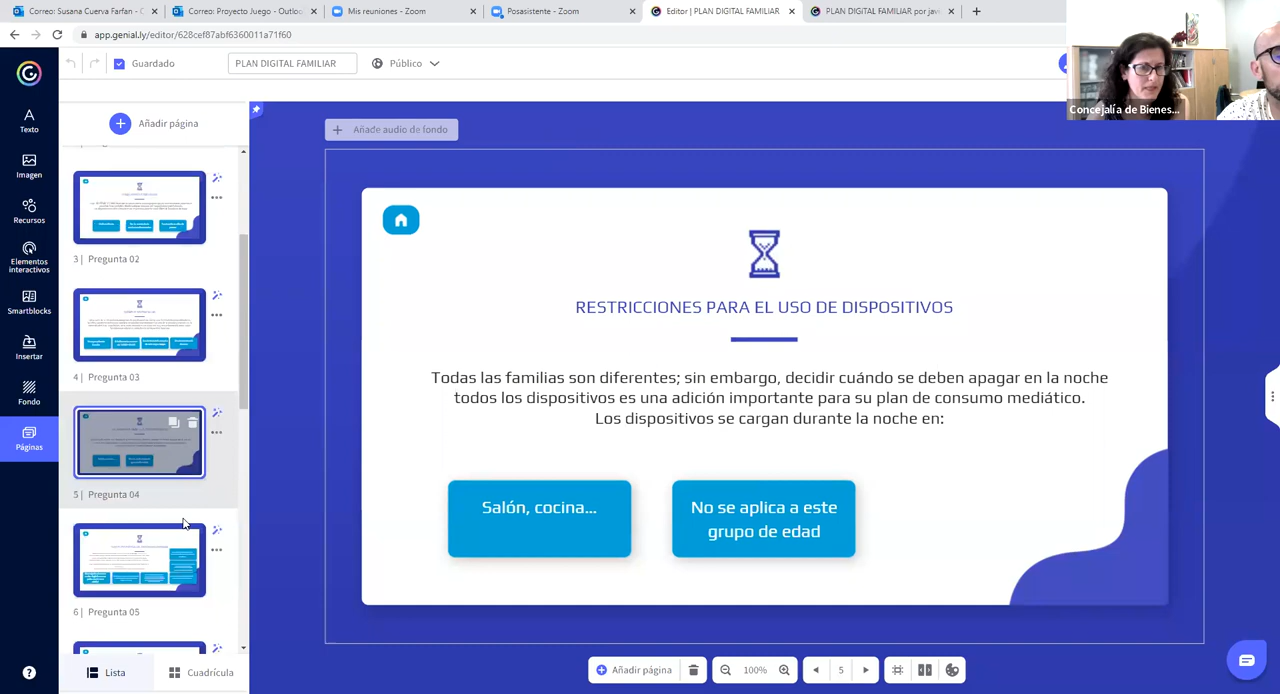 Correo: Susana Cuerva Farfan - C
Correo: Proyecto Juego - Outloo
Mis reuniones - Zoom
Posasistente - Zoom
Editor | PLAN DIGITAL FAMILIAR
PLAN DIGITAL FAMILIAR por javi
app.genial.ly/editor/628cef87abf6360011a71f60
Guardado
PLAN DIGITAL FAMILIAR
Público
Concejalía de Bienes...
Texto
Imagen
Recursos
Elementos
interactivos
Smartblocks
Insertar
Fondo
Páginas
Añadir página
3 | Pregunta 02
4 | Pregunta 03
5 | Pregunta 04
6 | Pregunta 05
Lista
Cuadrícula
Añade audio de fondo
RESTRICCIONES PARA EL USO DE DISPOSITIVOS
Todas las familias son diferentes; sin embargo, decidir cuándo se deben apagar en la noche
todos los dispositivos es una adición importante para su plan de consumo mediático.
Los dispositivos se cargan durante la noche en:
Salón, cocina...
No se aplica a este
grupo de edad
Añadir página
100%
5